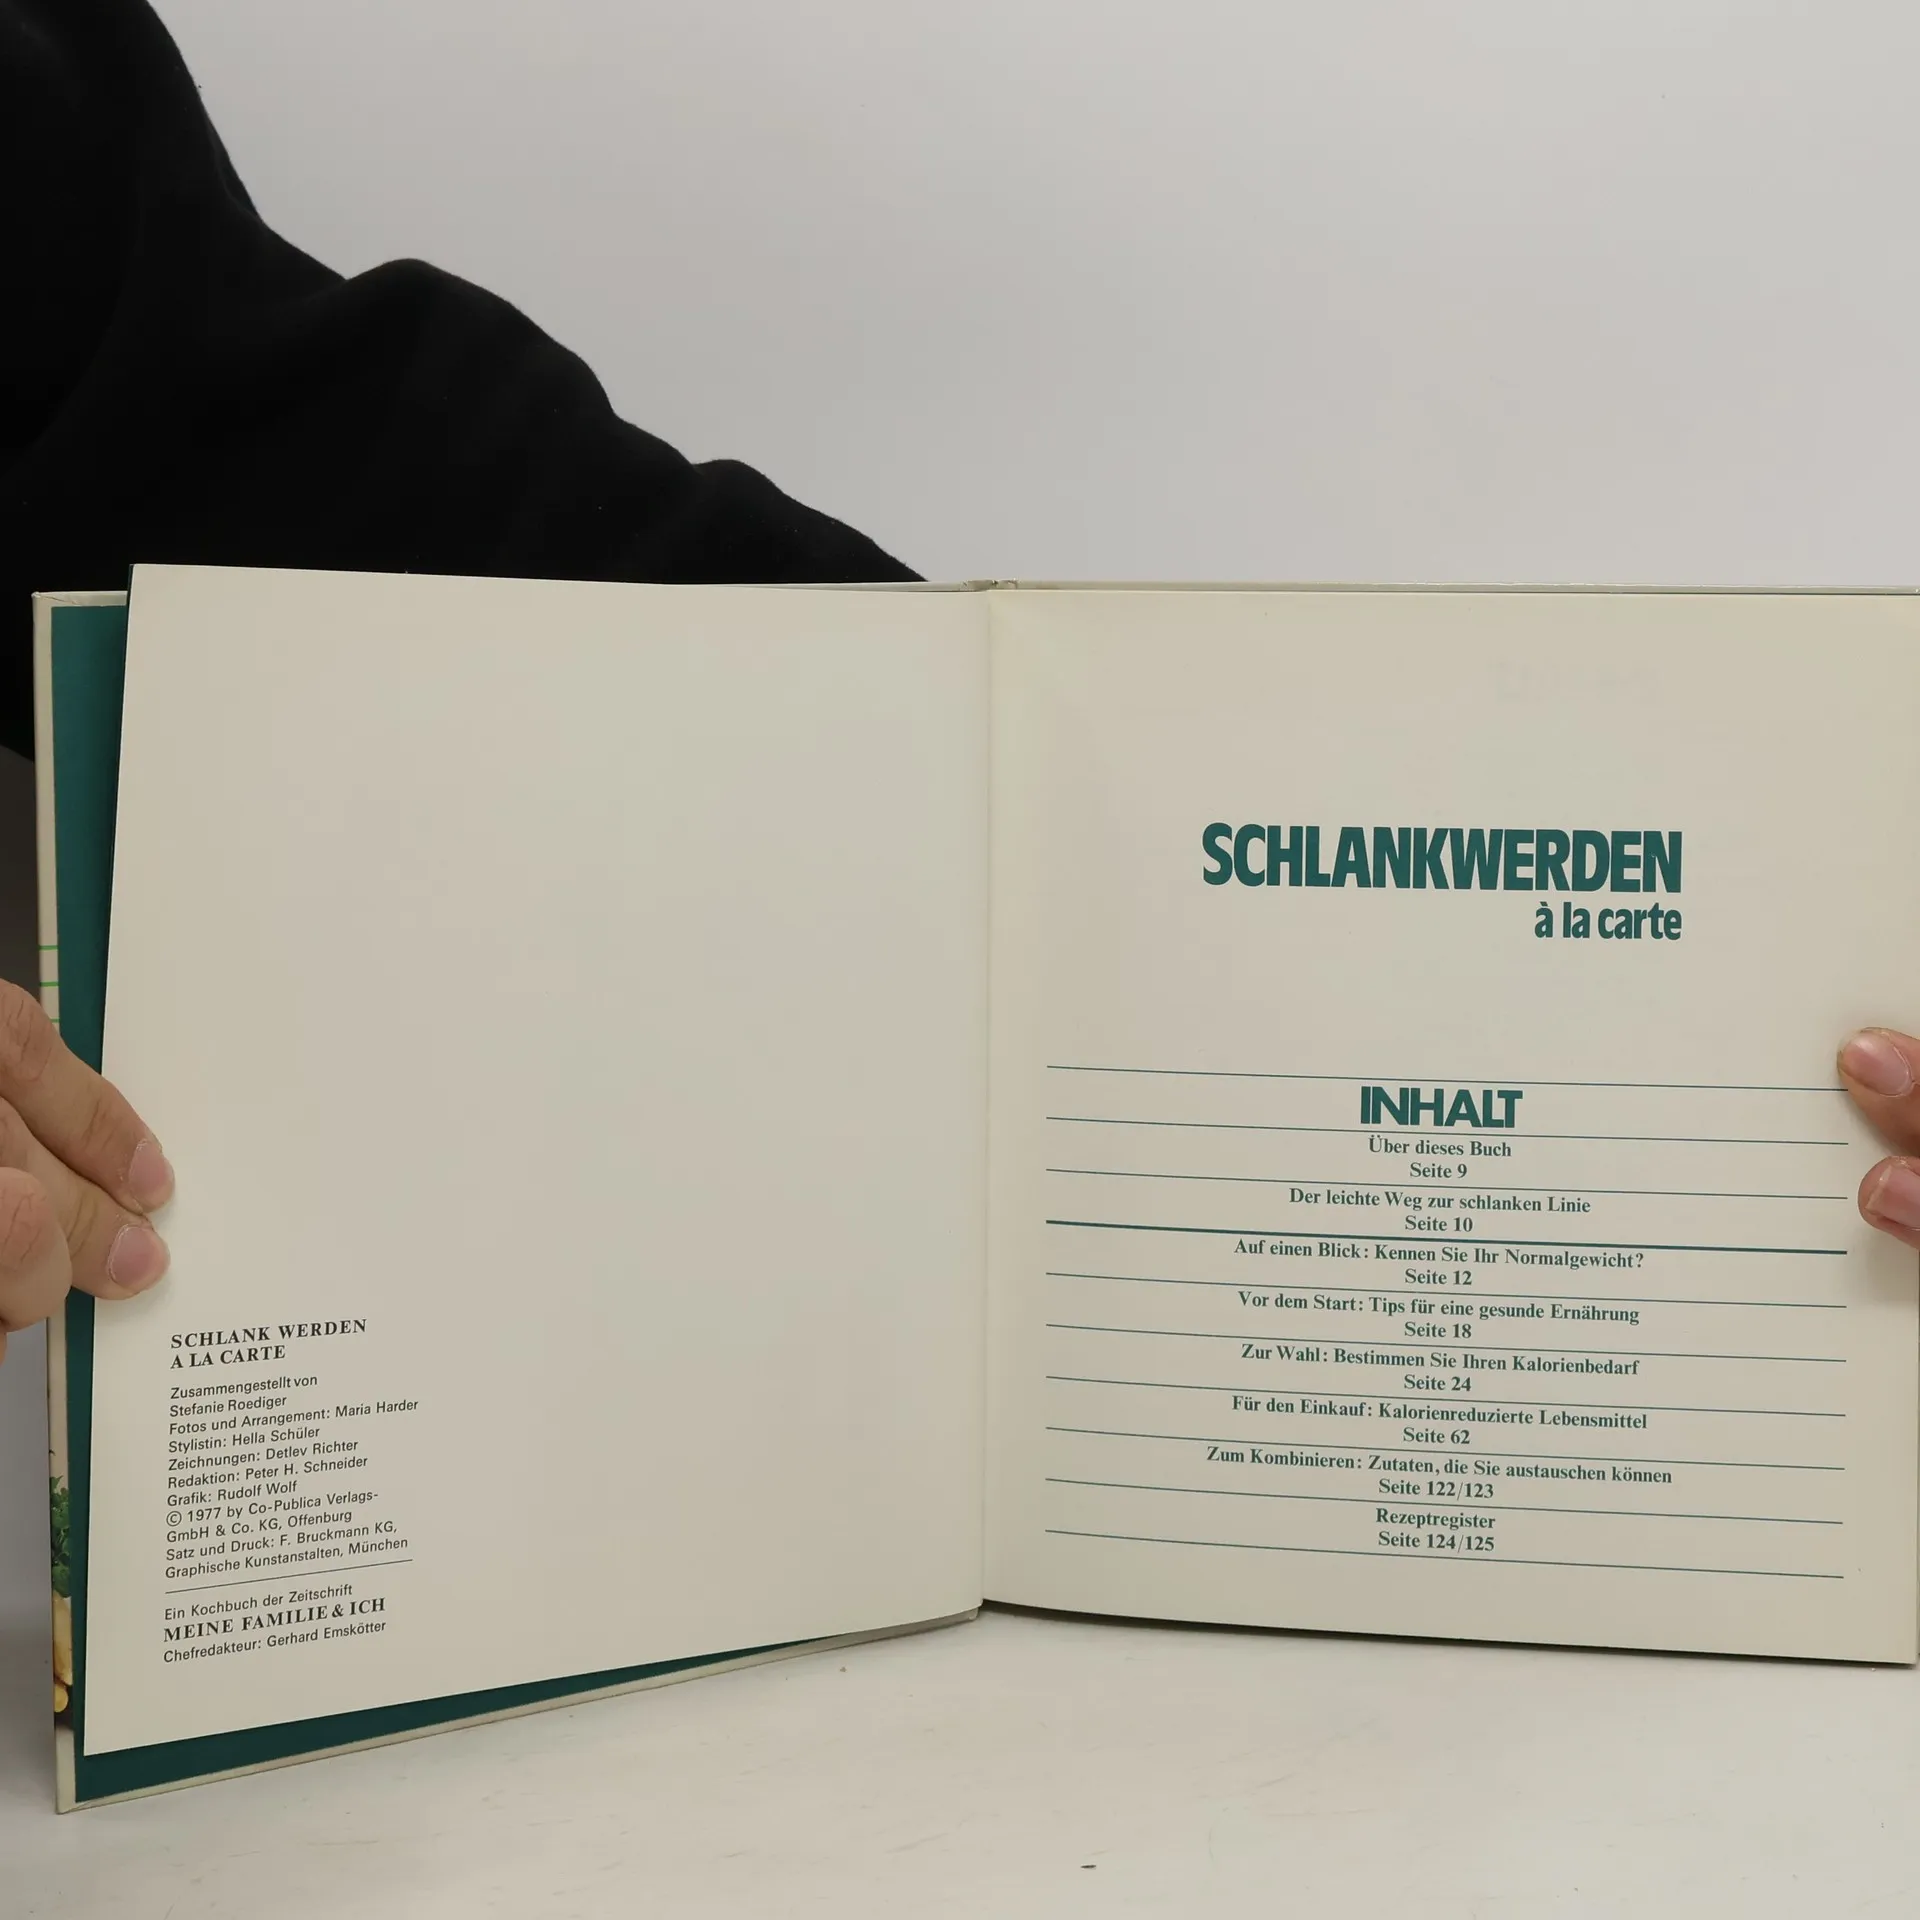 SCHLANK WERDEN
A LA CARTE
Zusammengestellt von
Stefanie Roediger
Fotos und Arrangement: Maria Harder
Stylistin: Hella Schüler
Zeichnungen: Detlev Richter
Redaktion: Peter H. Schneider
Grafik: Rudolf Wolf
© 1977 by Co-Publica Verlags-
GmbH & Co. KG, Offenburg
Satz und Druck: F. Bruckmann KG,
Graphische Kunstanstalten, München
Ein Kochbuch der Zeitschrift
MEINE FAMILIE & ICH
Chefredakteur: Gerhard Emskötter
SCHLANKWERDEN
à la carte
INHALT
Über dieses Buch
Seite 9
Der leichte Weg zur schlanken Linie
Seite 10
Auf einen Blick: Kennen Sie Ihr Normalgewicht?
Seite 12
Vor dem Start: Tips für eine gesunde Ernährung
Seite 18
Zur Wahl: Bestimmen Sie Ihren Kalorienbedarf
Seite 24
Für den Einkauf: Kalorienreduzierte Lebensmittel
Seite 62
Zum Kombinieren: Zutaten, die Sie austauschen können
Seite 122/123
Rezeptregister
Seite 124/125